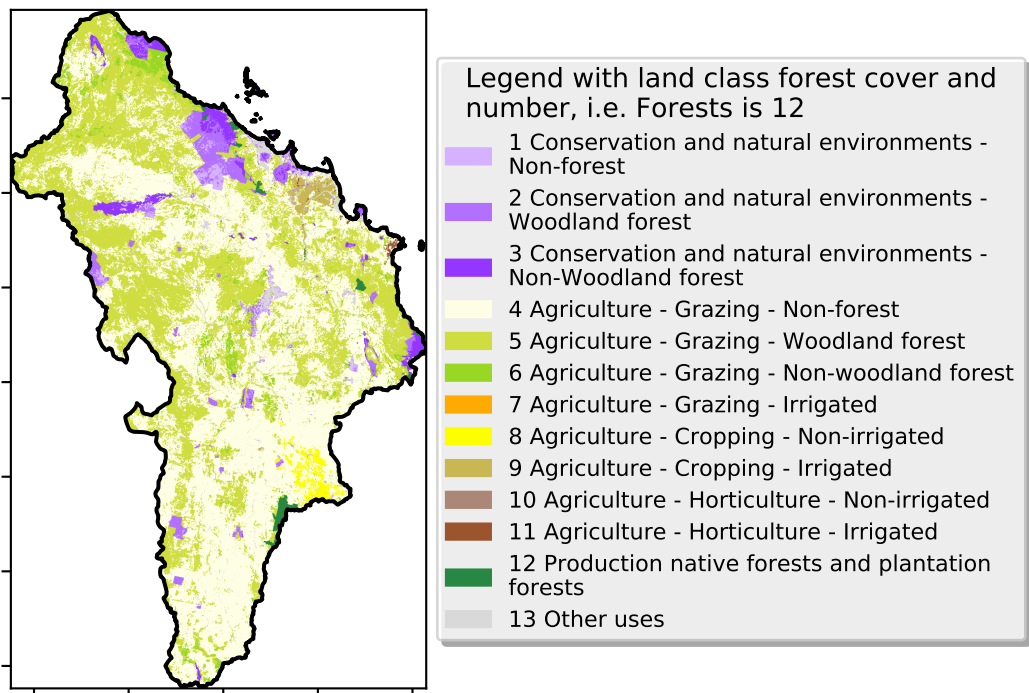 Legend with land class forest cover and
number, i.e. Forests is 12
1 Conservation and natural environments -
Non-forest
2 Conservation and natural environments -
Woodland forest
3 Conservation and natural environments -
Non-Woodland forest
4 Agriculture - Grazing - Non-forest
5 Agriculture - Grazing - Woodland forest
6 Agriculture - Grazing - Non-woodland forest
7 Agriculture - Grazing - Irrigated
8 Agriculture - Cropping - Non-irrigated
9 Agriculture - Cropping - Irrigated
10 Agriculture - Horticulture - Non-irrigated
11 Agriculture - Horticulture - Irrigated
12 Production native forests and plantation
forests
13 Other uses